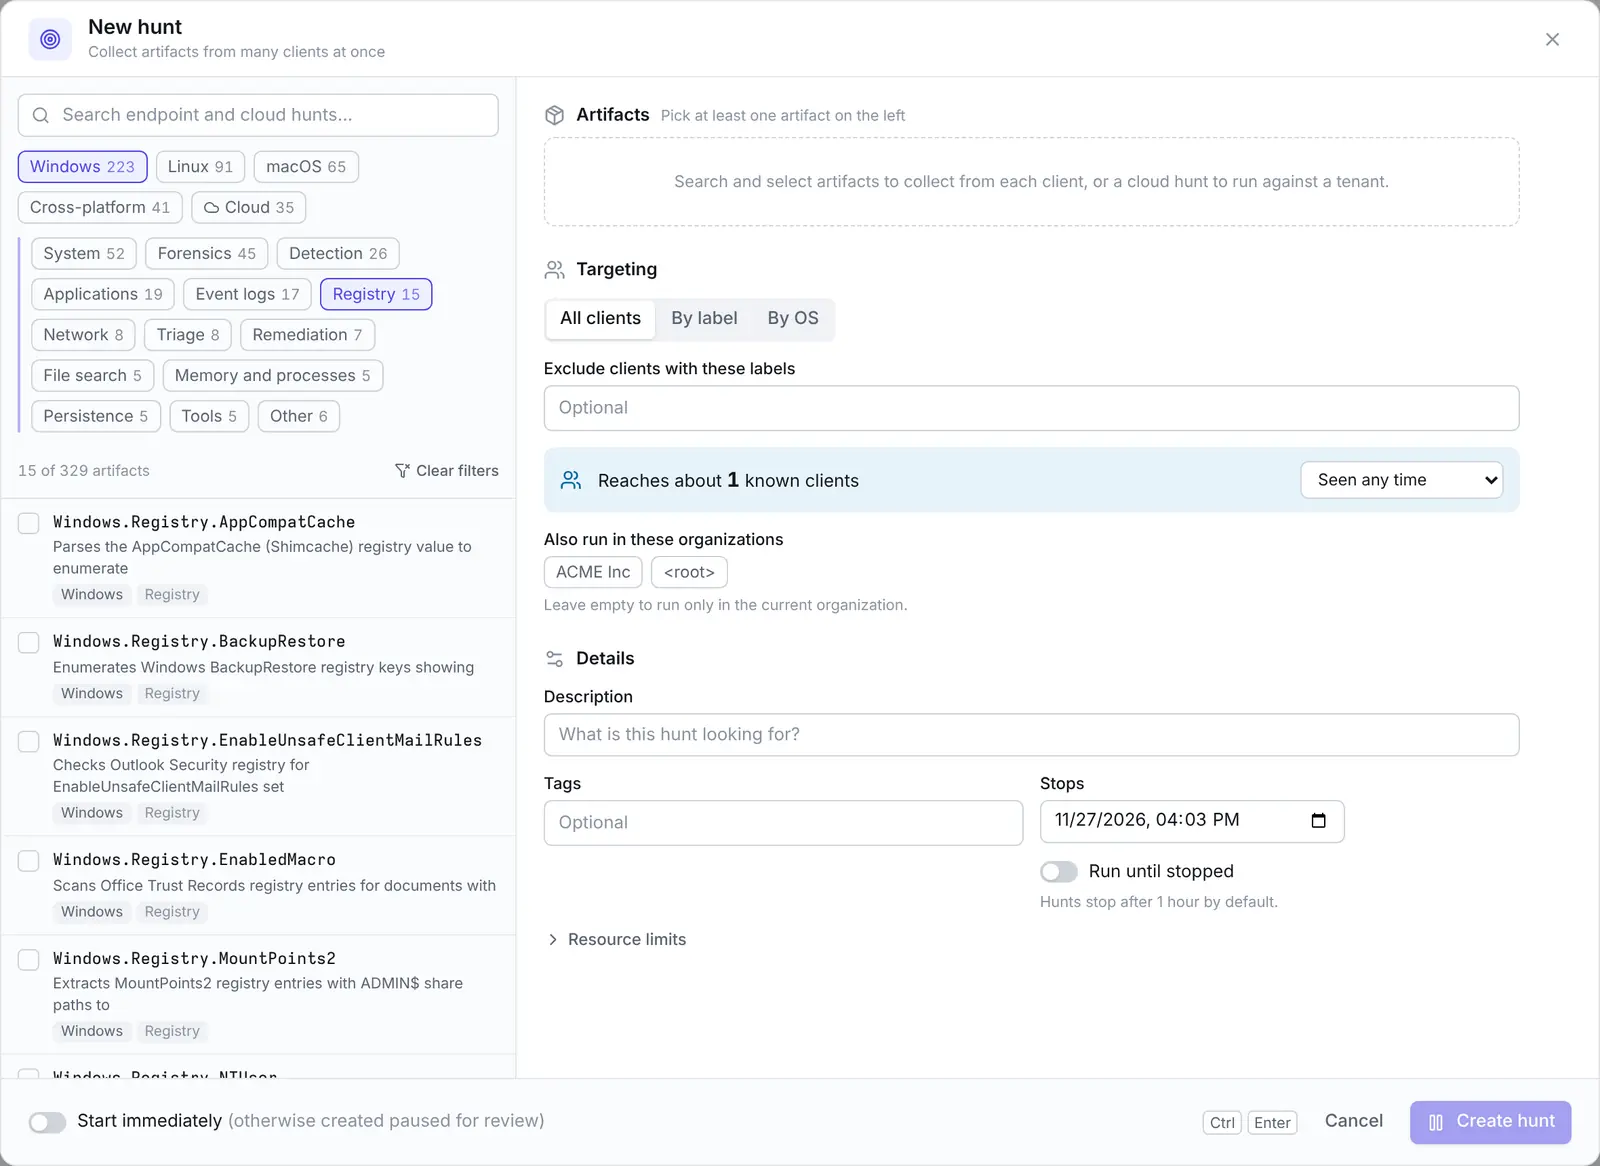 New hunt
Collect artifacts from many clients at once
Search endpoint and cloud hunts...
Windows 223
Linux 91
macOS 65
Cross-platform 41
Cloud 35
System 52
Forensics 45
Detection 26
Applications 19
Event logs 17
Registry 15
Network 8
Triage 8
Remediation 7
File search 5
Memory and processes 5
Persistence 5
Tools 5
Other 6
15 of 329 artifacts
Clear filters
Windows.Registry.AppCompatCache
Parses the AppCompatCache (Shimcache) registry value to
enumerate
Windows
Registry
Windows.Registry.BackupRestore
Enumerates Windows BackupRestore registry keys showing
Windows
Registry
Windows.Registry.EnableUnsafeClientMailRules
Checks Outlook Security registry for
EnableUnsafeClientMailRules set
Windows
Registry
Windows.Registry.EnabledMacro
Scans Office Trust Records registry entries for documents with
Windows
Registry
Windows.Registry.MountPoints2
Extracts MountPoints2 registry entries with ADMIN$ share
paths to
Windows
Registry
Windows.Registry.NTUser
Artifacts Pick at least one artifact on the left
Search and select artifacts to collect from each client, or a cloud hunt to run against a tenant.
Targeting
All clients
By label
By OS
Exclude clients with these labels
Optional
Reaches about 1 known clients
Seen any time
Also run in these organizations
ACME Inc
<root>
Leave empty to run only in the current organization.
Details
Description
What is this hunt looking for?
Tags
Optional
Stops
11/27/2026, 04:03 PM
Run until stopped
Hunts stop after 1 hour by default.
Resource limits
Start immediately (otherwise created paused for review)
Ctrl
Enter
Cancel
Create hunt